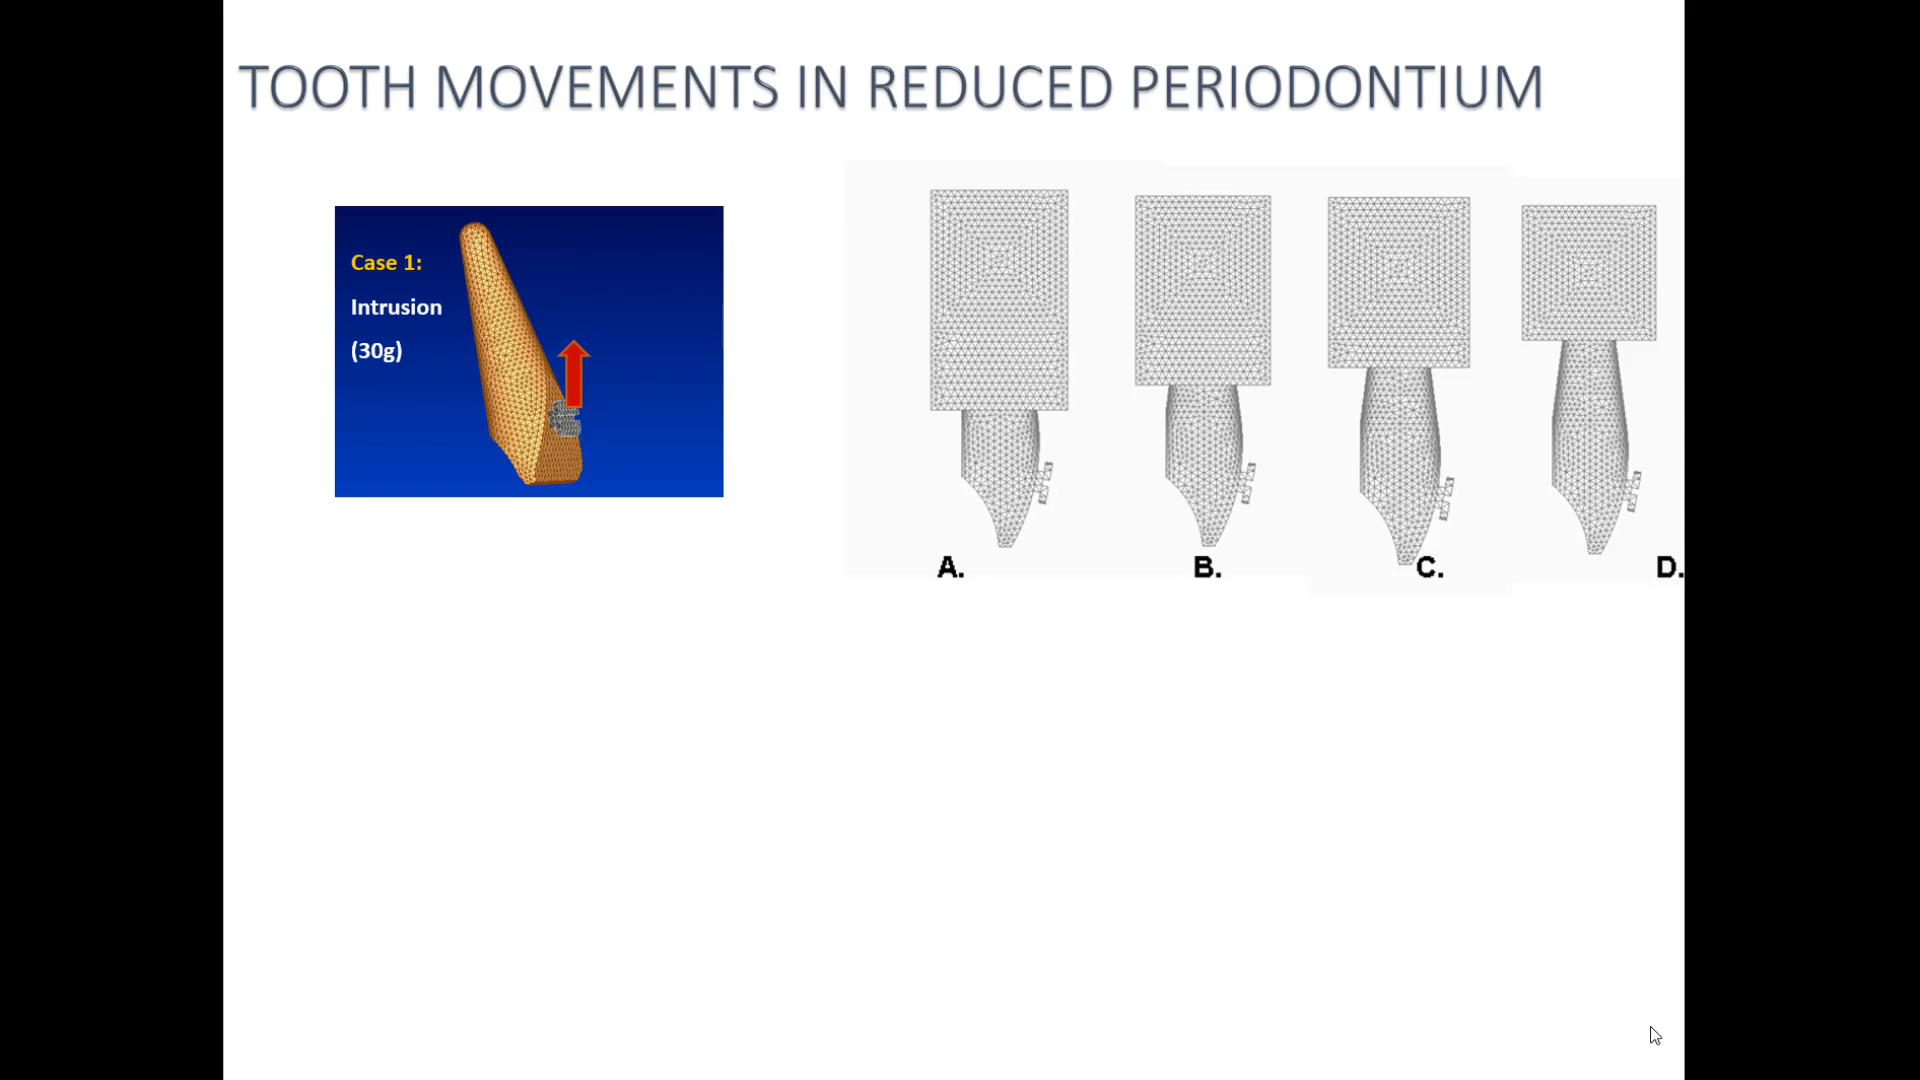 TOOTH MOVEMENTS IN REDUCED PERIODONTIUM
Case 1:
Intrusion
(30g)
A. B. C. D.